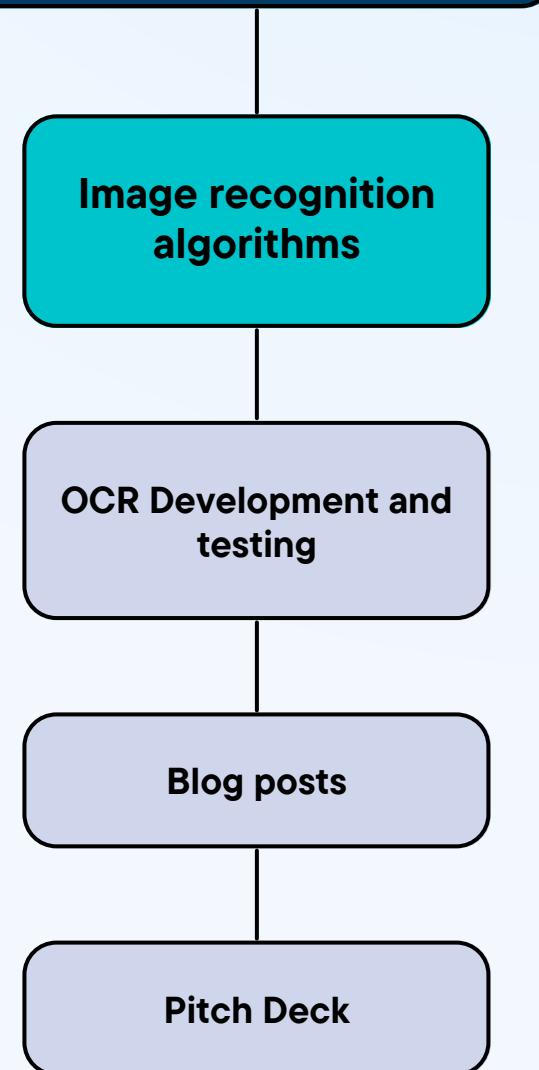 Image recognition
algorithms
OCR Development and
testing
Blog posts
Pitch Deck